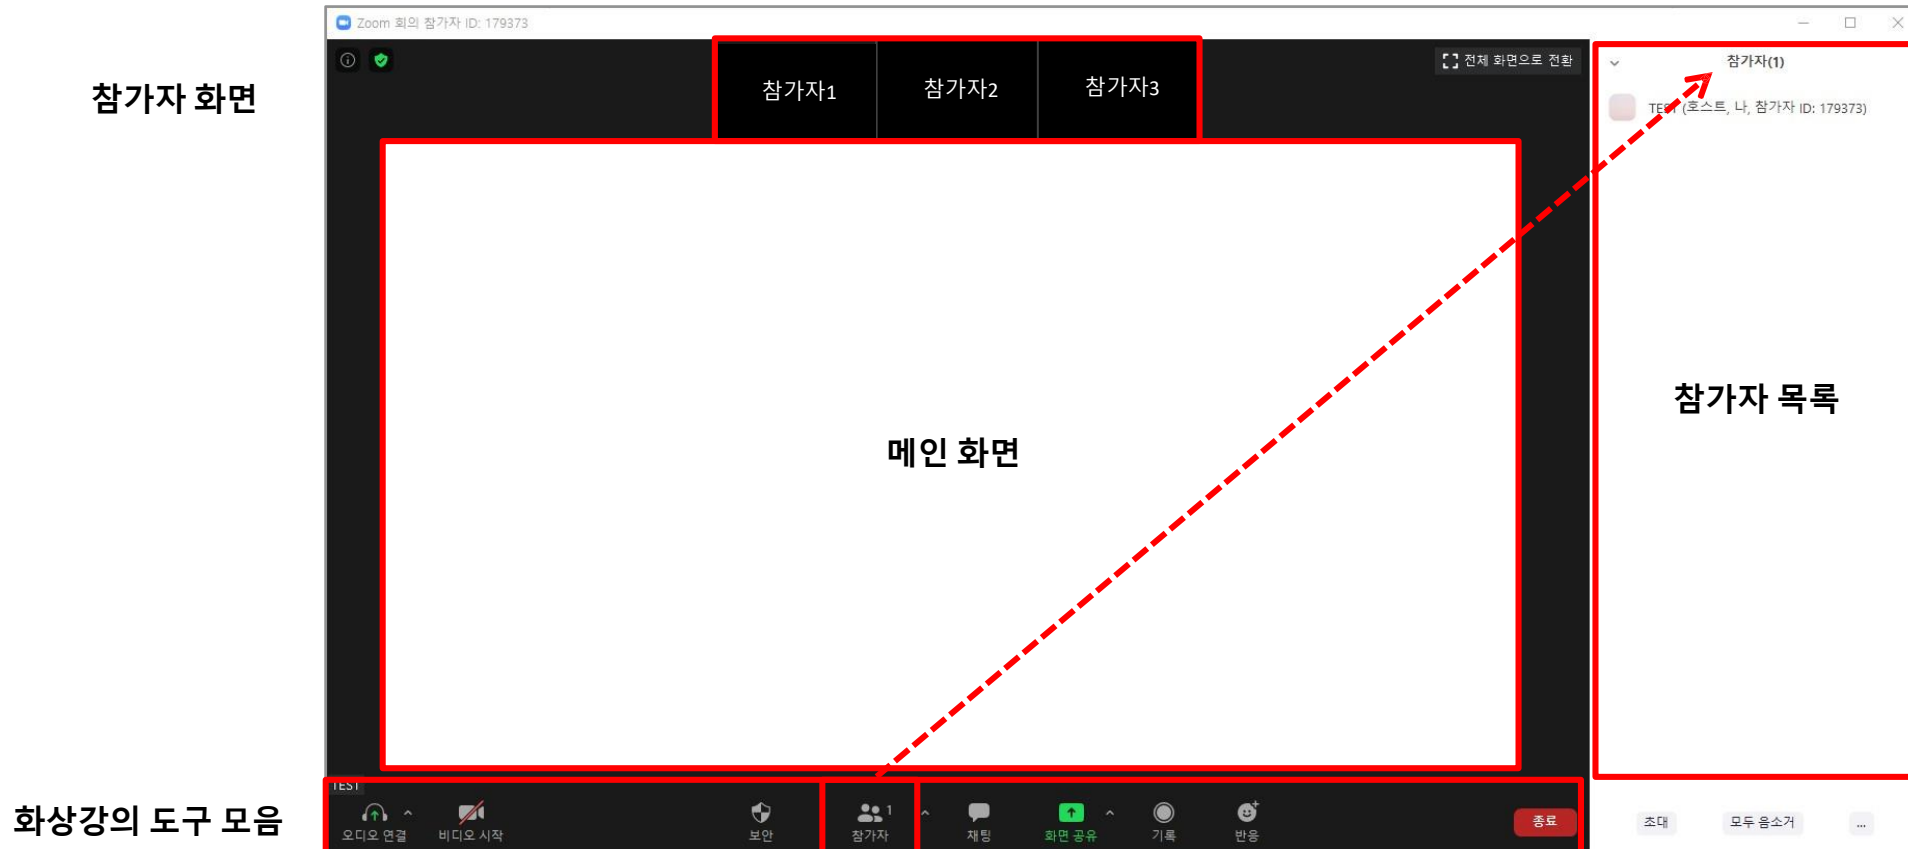 Zoom 회의 참가자 ID: 179373
전체 화면으로 전환
참가자(1)
참가자1
참가자2
참가자3
참가자 화면
TEST (호스트, 나, 참가자 ID: 179373)
메인 화면
참가자 목록
TEST
화상강의 도구 모음
오디오 연결
비디오 시작
보안
1
참가자
채팅
화면 공유
기록
반응
종료
초대
모두 음소거
...